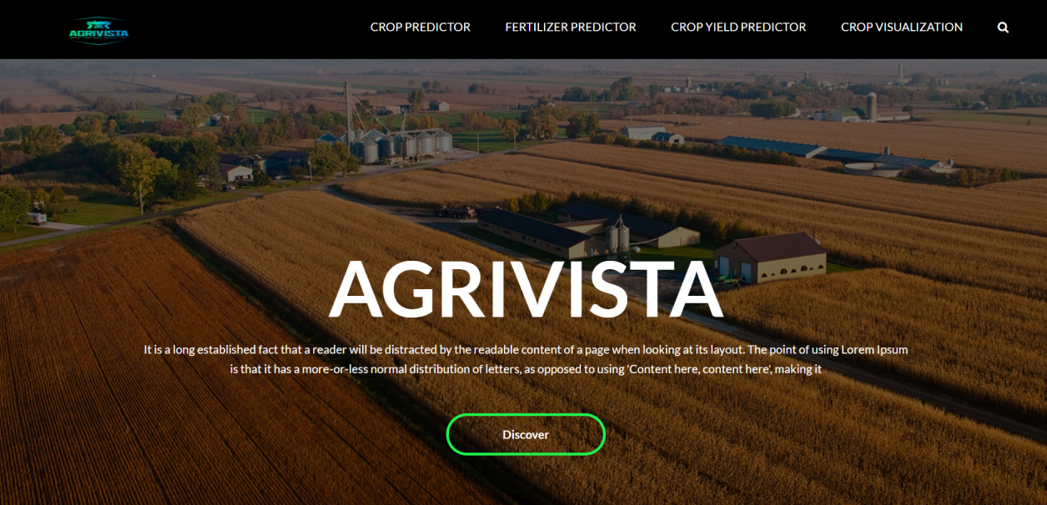 AGRIVISTA
CROP PREDICTOR FERTILIZER PREDICTOR CROP YIELD PREDICTOR CROP VISUALIZATION
AGRIVISTA
It is a long established fact that a reader will be distracted by the readable content of a page when looking at its layout. The point of using Lorem Ipsum
is that it has a more-or-less normal distribution of letters, as opposed to using 'Content here, content here', making it
Discover